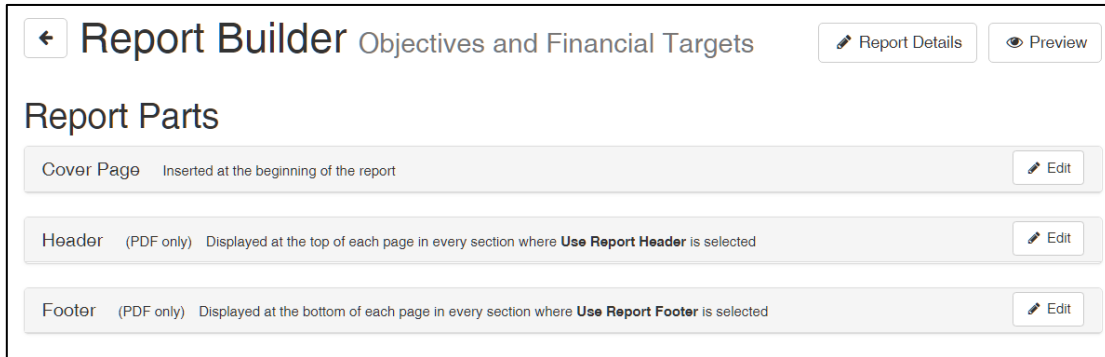 Report Builder Objectives and Financial Targets Report Details Preview
Report Parts
Cover Page Inserted at the beginning of the report Edit
Header (PDF only) Displayed at the top of each page in every section where Use Report Header is selected Edit
Footer (PDF only) Displayed at the bottom of each page in every section where Use Report Footer is selected Edit